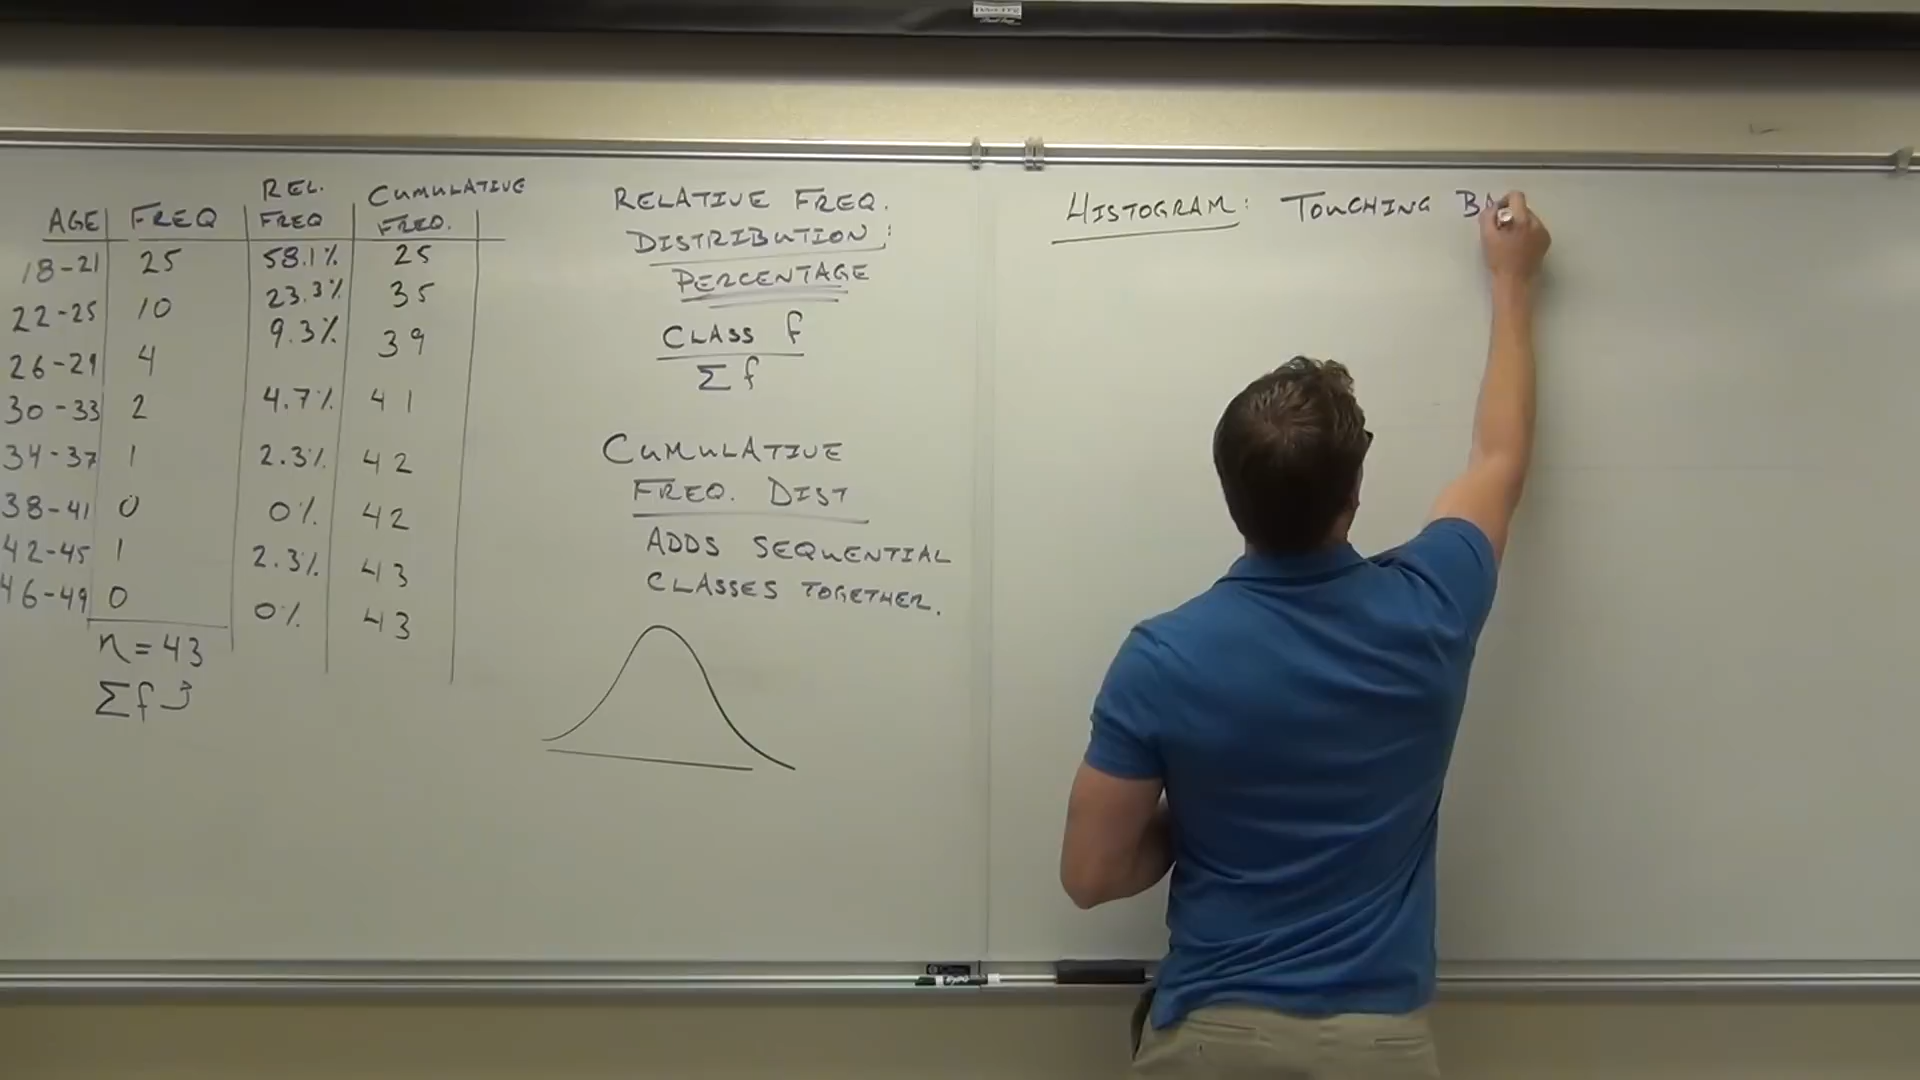 AGE FREQ REL. FREQ CUMULATIVE FREQ.
18-21 25 58.1% 25
22-25 10 23.3% 35
26-29 4 9.3% 39
30-33 2 4.7% 41
34-37 1 2.3% 42
38-41 0 0% 42
42-45 1 2.3% 43
46-49 0 0% 43
n=43
Σf
RELATIVE FREQ.
DISTRIBUTION:
PERCENTAGE
CLASS f
Σ f
CUMULATIVE
FREQ. DIST
ADDS SEQUENTIAL
CLASSES TOGETHER.
HISTOGRAM: TOUCHING BA